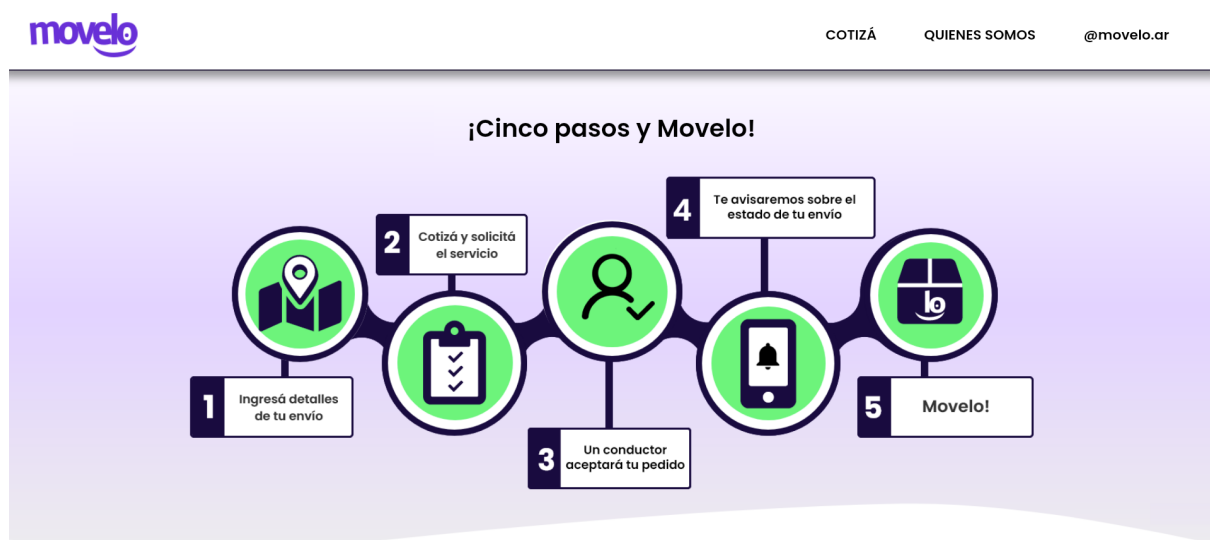 movelo
COTIZÁ
QUIENES SOMOS
@movelo.ar
¡Cinco pasos y Movelo!
1
Ingresá detalles
de tu envío
2
Cotizá y solicitá
el servicio
3
Un conductor
aceptará tu pedido
4
Te avisaremos sobre el
estado de tu envío
lo
5
Movelo!